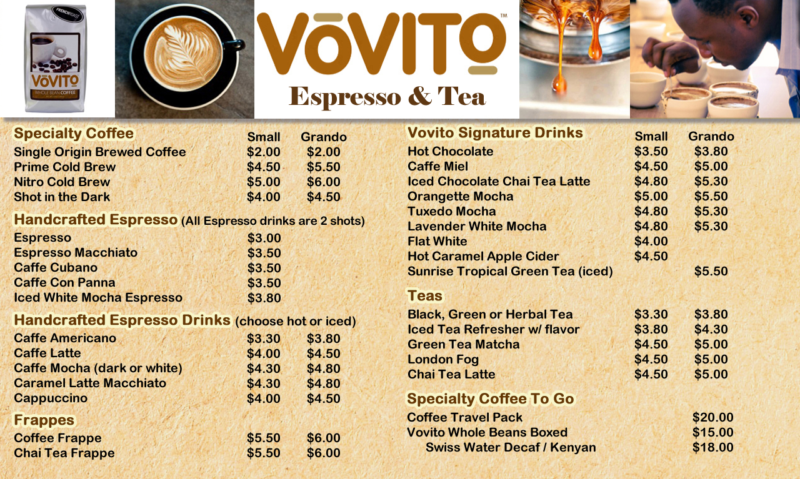 VōVITO
VōVITO™
Espresso & Tea
Specialty Coffee Small Grando
Single Origin Brewed Coffee $2.00 $2.00
Prime Cold Brew $4.50 $5.50
Nitro Cold Brew $5.00 $6.00
Shot in the Dark $4.00 $4.50
Handcrafted Espresso (All Espresso drinks are 2 shots)
Espresso $3.00
Espresso Macchiato $3.50
Caffe Cubano $3.50
Caffe Con Panna $3.50
Iced White Mocha Espresso $3.80
Handcrafted Espresso Drinks (choose hot or iced)
Caffe Americano $3.30 $3.80
Caffe Latte $4.00 $4.50
Caffe Mocha (dark or white) $4.30 $4.80
Caramel Latte Macchiato $4.30 $4.80
Cappuccino $4.00 $4.50
Frappes
Coffee Frappe $5.50 $6.00
Chai Tea Frappe $5.50 $6.00
Vovito Signature Drinks Small Grando
Hot Chocolate $3.50 $3.80
Caffe Miel $4.50 $5.00
Iced Chocolate Chai Tea Latte $4.80 $5.30
Orangette Mocha $5.00 $5.50
Tuxedo Mocha $4.80 $5.30
Lavender White Mocha $4.80 $5.30
Flat White $4.00
Hot Caramel Apple Cider $4.50
Sunrise Tropical Green Tea (iced) $5.50
Teas
Black, Green or Herbal Tea $3.30 $3.80
Iced Tea Refresher w/ flavor $3.80 $4.30
Green Tea Matcha $4.50 $5.00
London Fog $4.50 $5.00
Chai Tea Latte $4.50 $5.00
Specialty Coffee To Go
Coffee Travel Pack $20.00
Vovito Whole Beans Boxed $15.00
Swiss Water Decaf / Kenyan $18.00